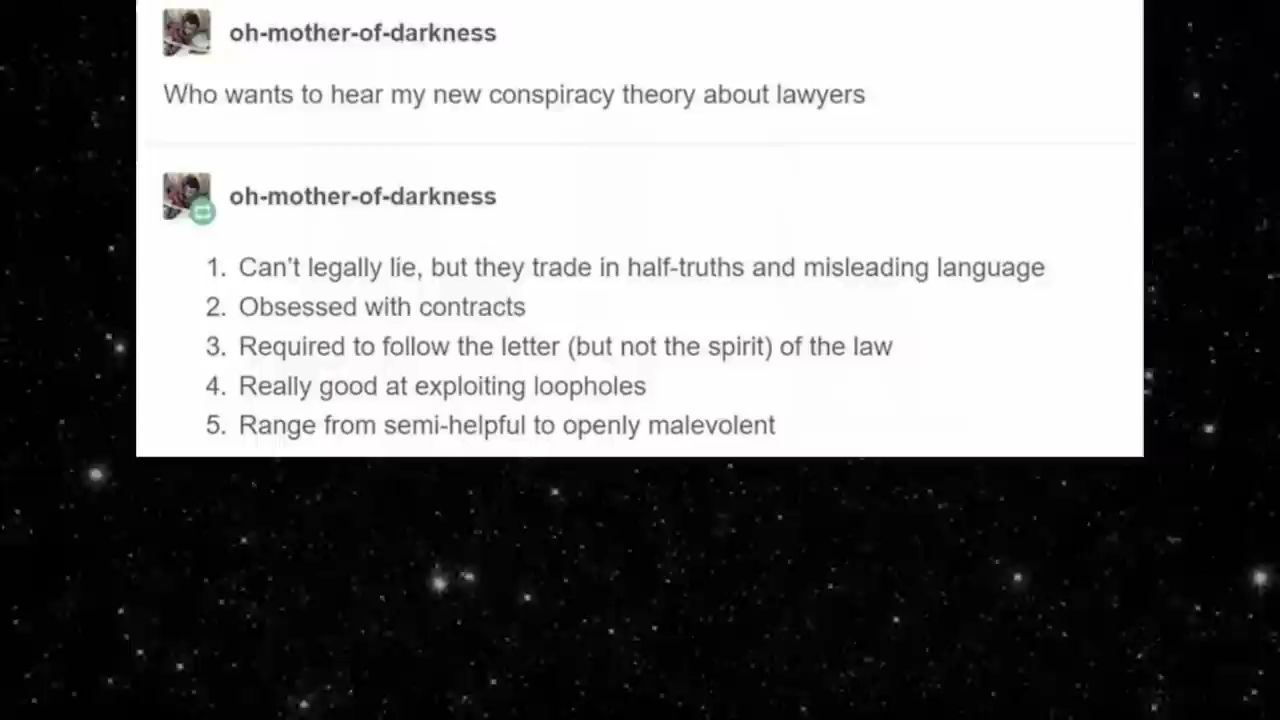 oh-mother-of-darkness
Who wants to hear my new conspiracy theory about lawyers
oh-mother-of-darkness
1. Can't legally lie, but they trade in half-truths and misleading language
2. Obsessed with contracts
3. Required to follow the letter (but not the spirit) of the law
4. Really good at exploiting loopholes
5. Range from semi-helpful to openly malevolent